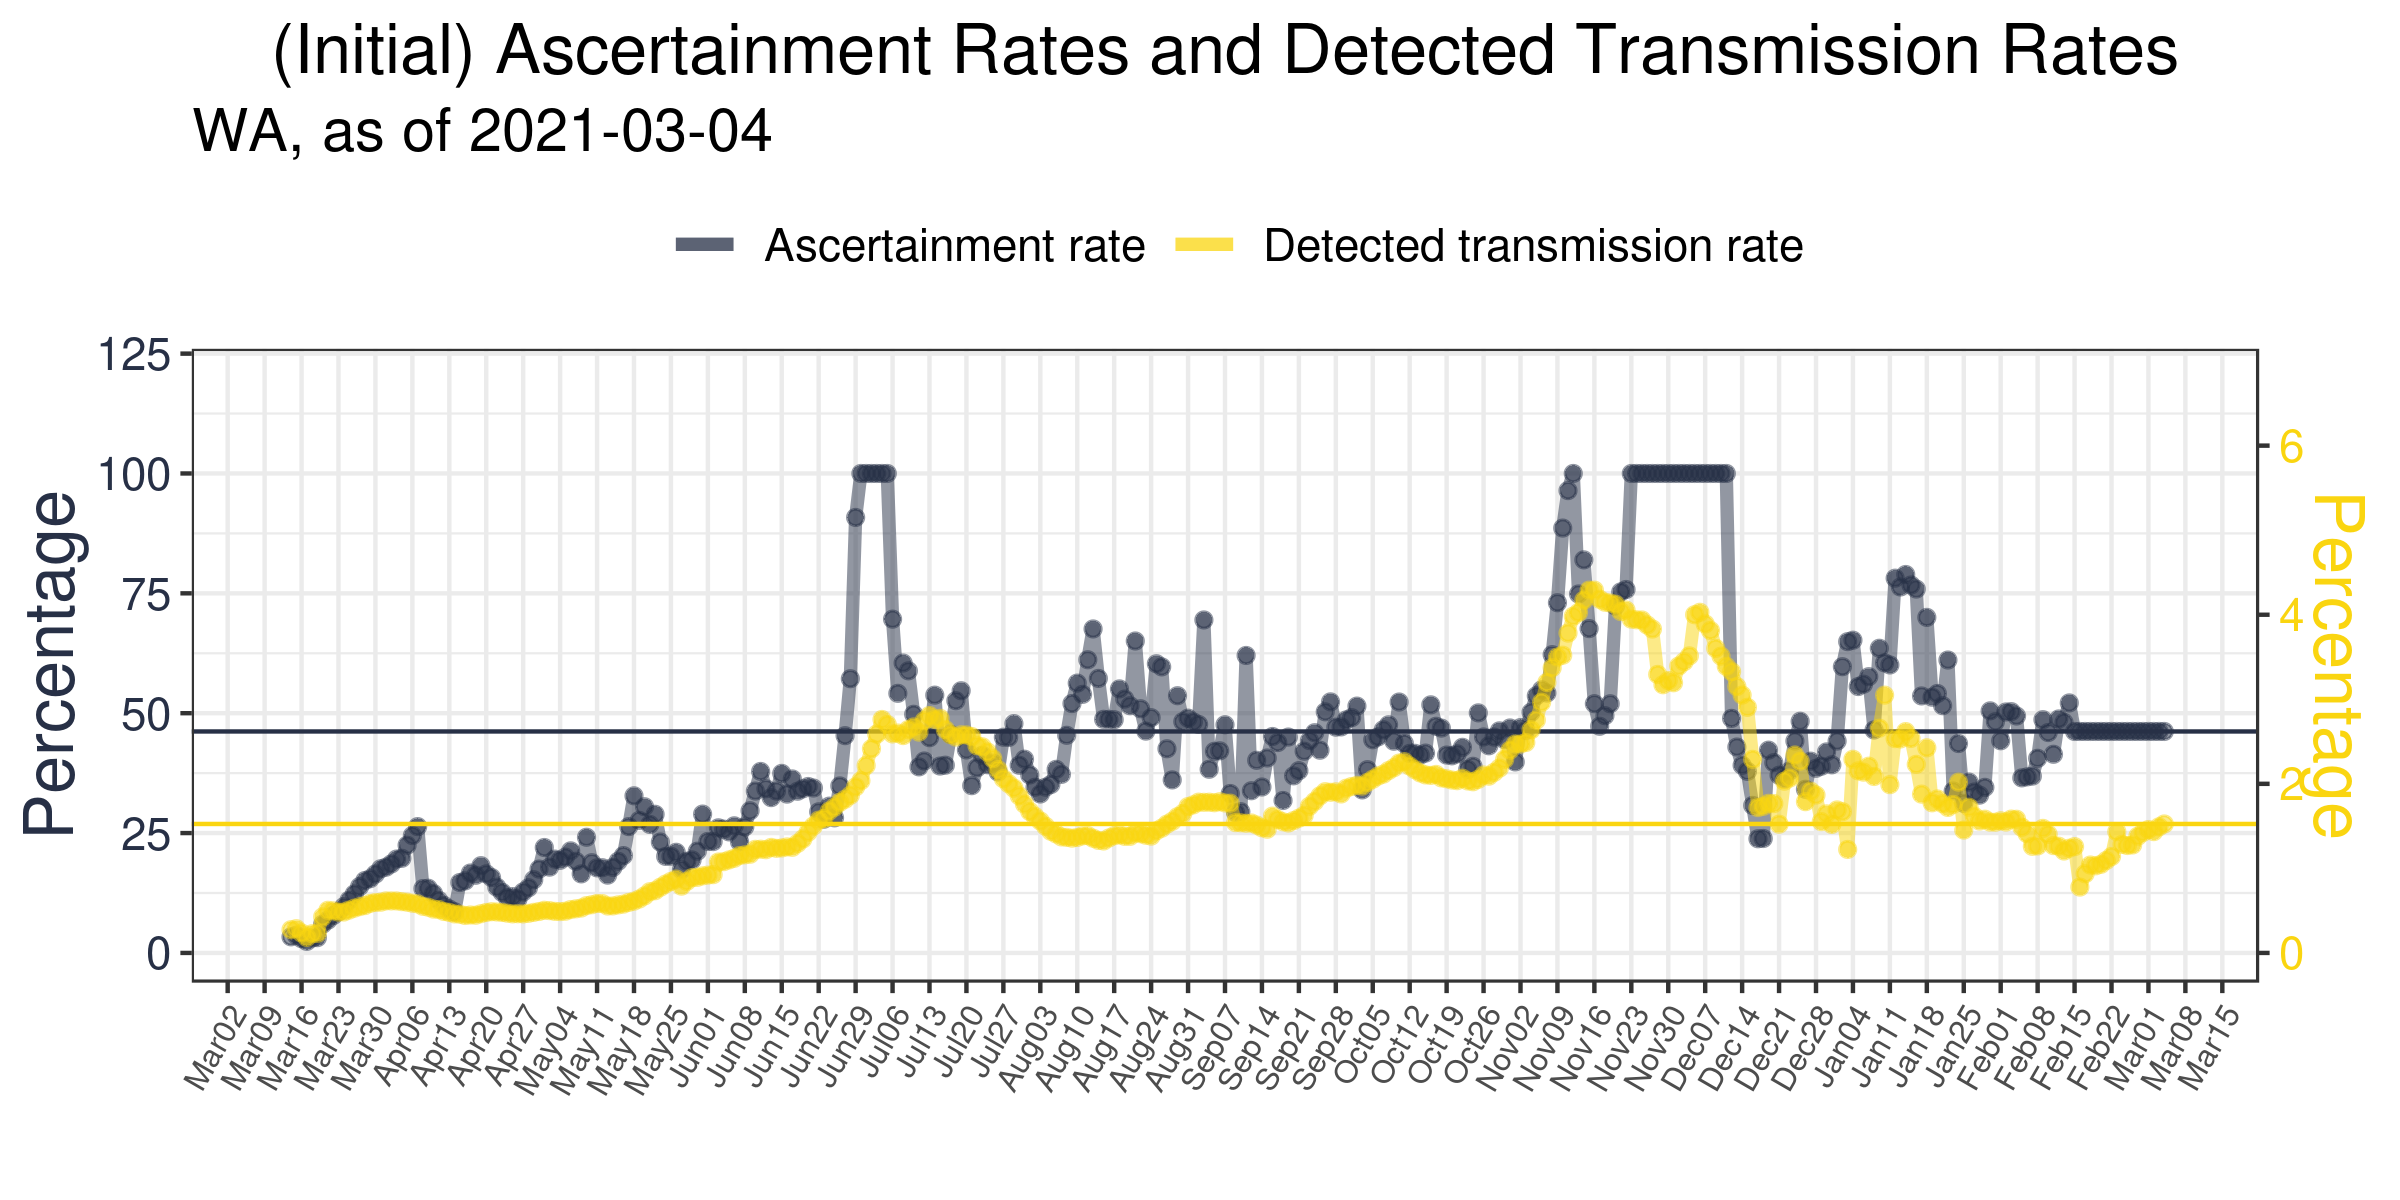 (Initial) Ascertainment Rates and Detected Transmission Rates
WA, as of 2021-03-04
Ascertainment rate
Detected transmission rate
Percentage
125
100
75
50
25
0
6
4
2
0
Percentage
Mar02
Mar09
Mar16
Mar23
Mar30
Apr06
Apr13
Apr20
Apr27
May04
May11
May18
May25
Jun01
Jun08
Jun15
Jun22
Jun29
Jul06
Jul13
Jul20
Jul27
Aug03
Aug10
Aug17
Aug24
Aug31
Sep07
Sep14
Sep21
Sep28
Oct05
Oct12
Oct19
Oct26
Nov02
Nov09
Nov16
Nov23
Nov30
Dec07
Dec14
Dec21
Dec28
Jan04
Jan11
Jan18
Jan25
Feb01
Feb08
Feb15
Feb22
Mar01
Mar08
Mar15